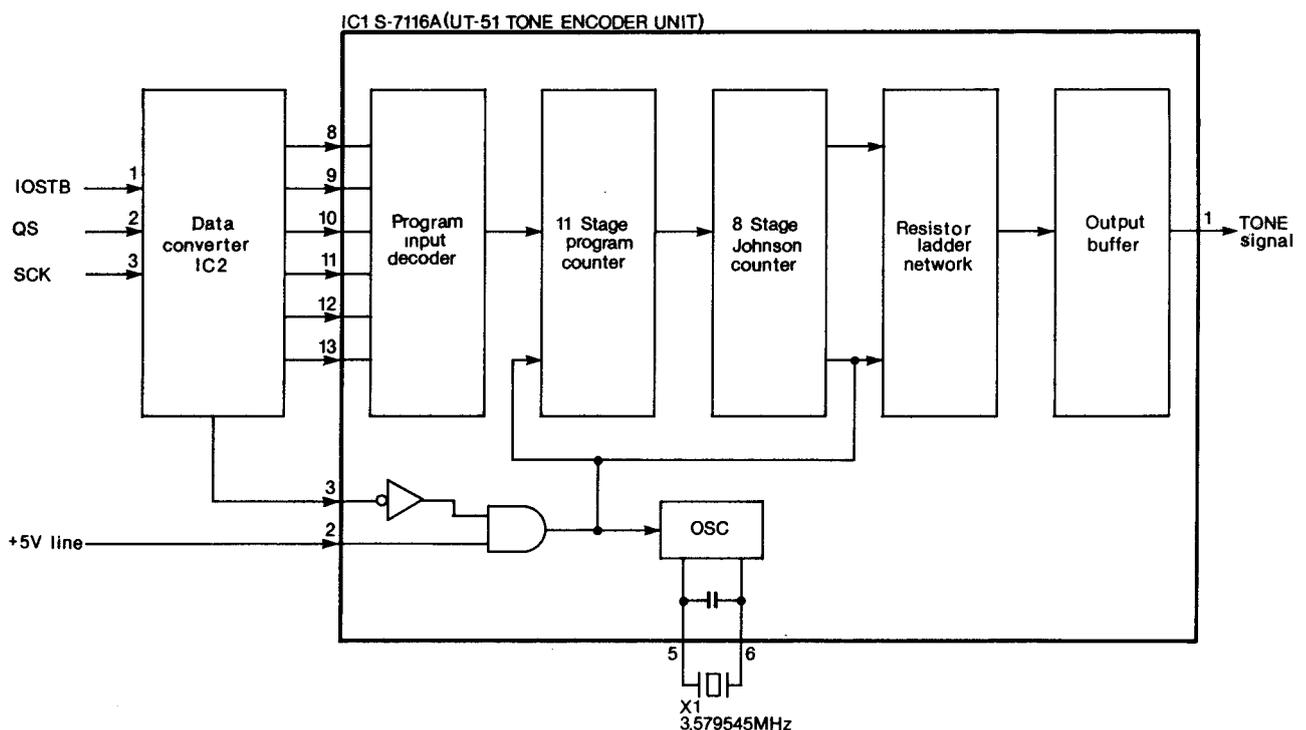 IC1 S-7116A(UT-51 TONE ENCODER UNIT)
IOSTB
QS
SCK
1
2
3
Data
converter
IC2
8
9
10
11
12
13
Program
input
decoder
11 Stage
program
counter
8 Stage
Johnson
counter
Resistor
ladder
network
Output
buffer
1
TONE
signal
3
2
+5V line
OSC
5
6
X1
3.579545MHz